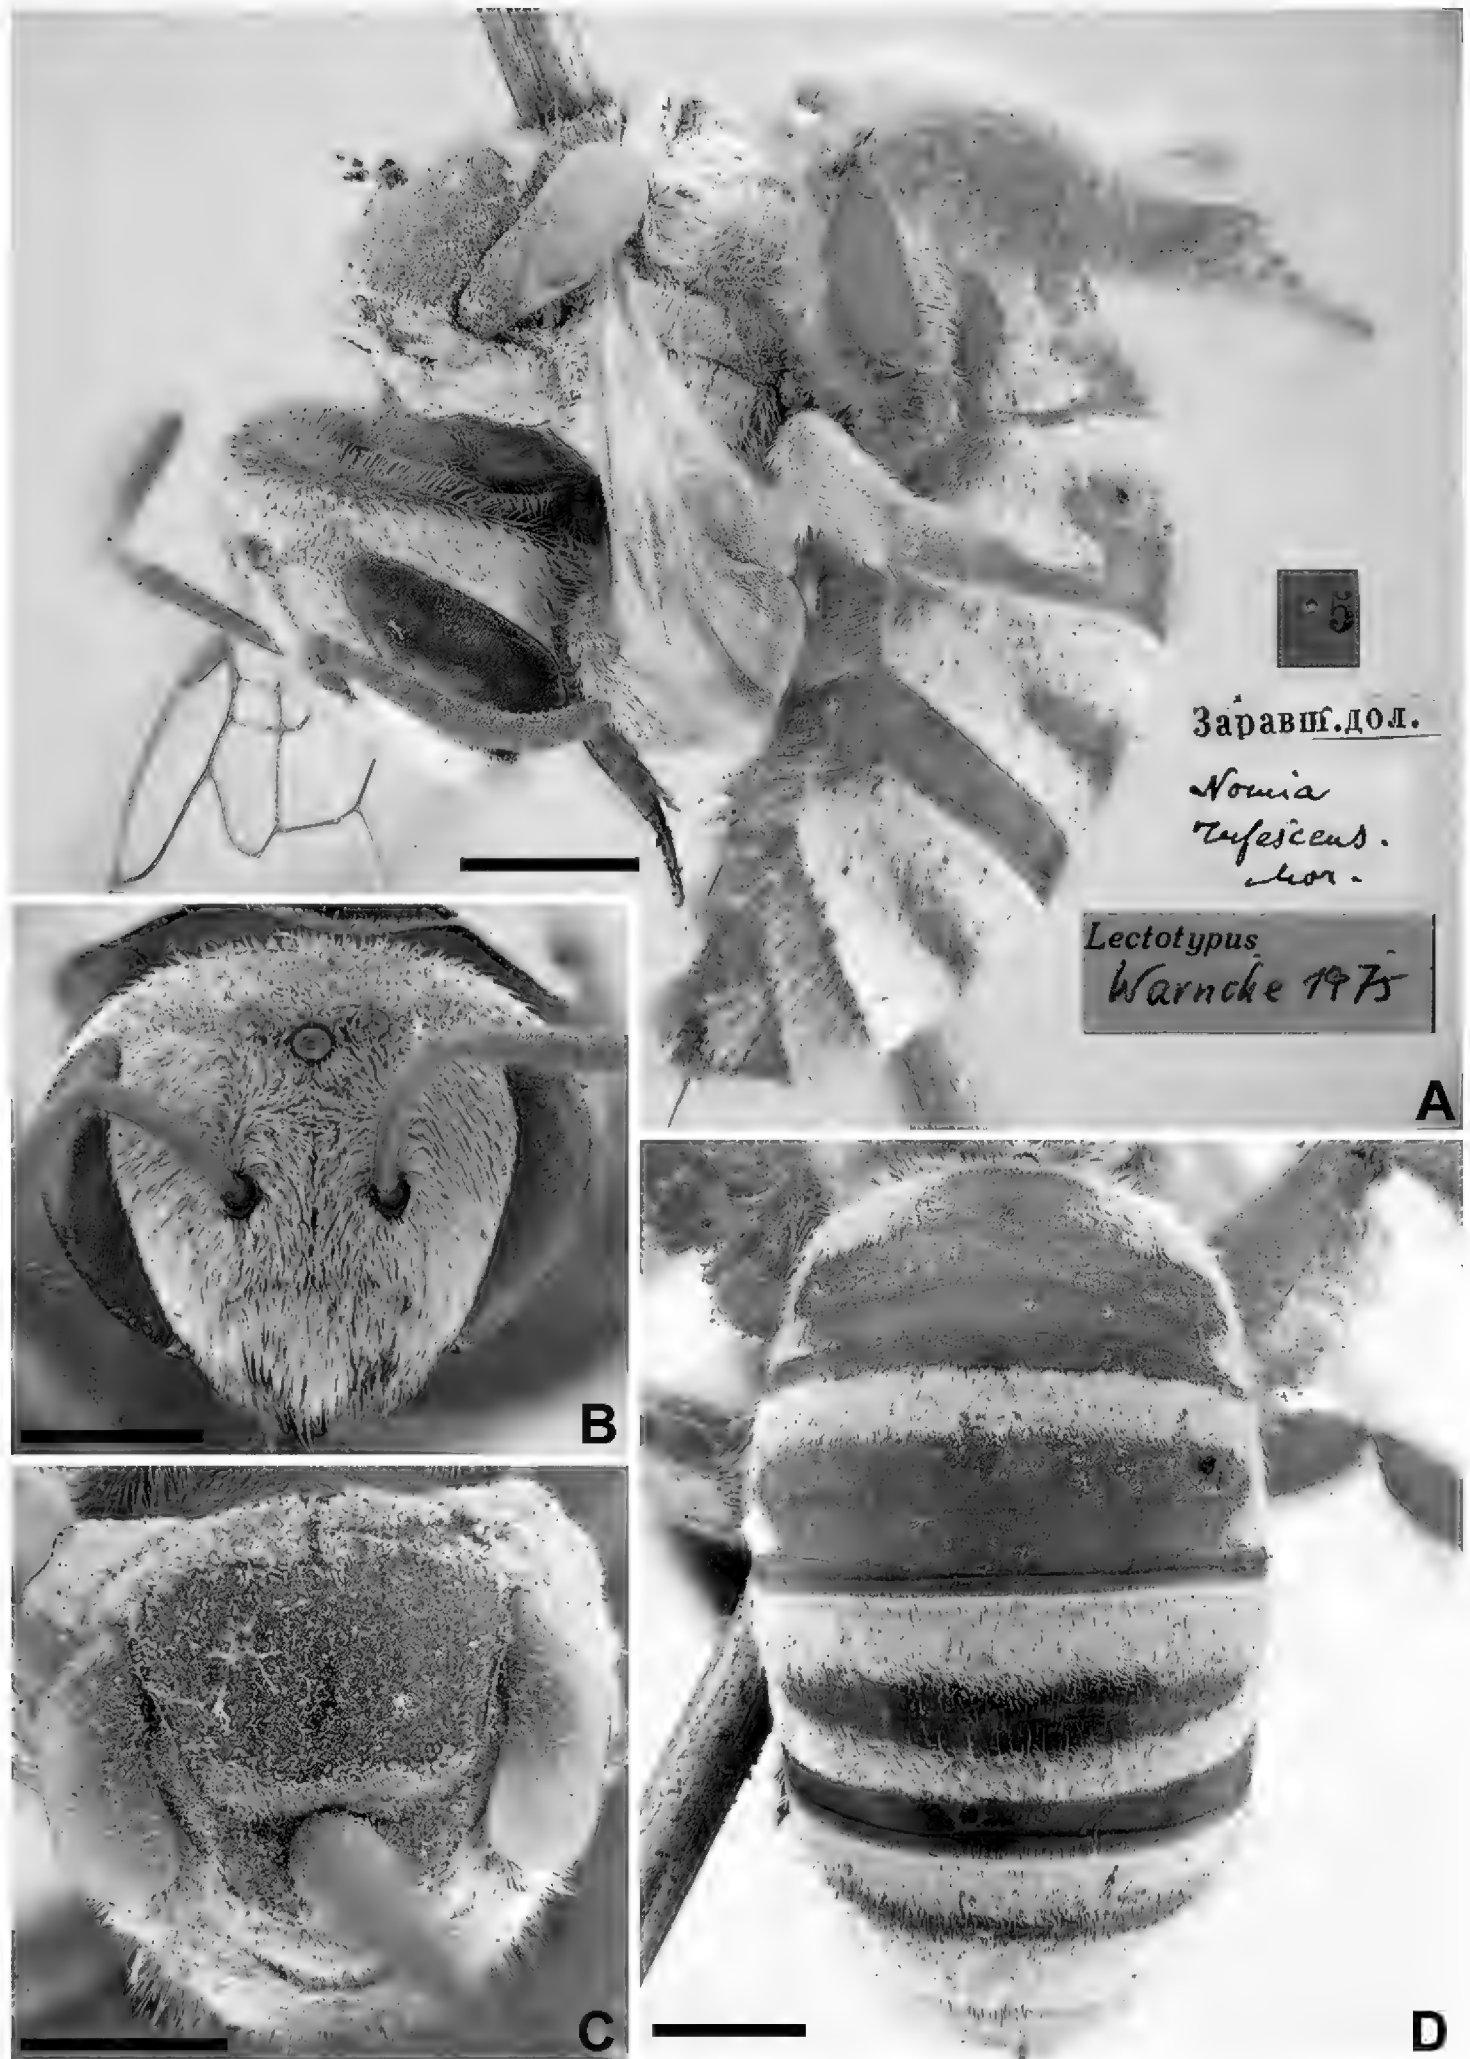 5
Заравш.дол.
Nomia
rufescens.
Mor.
Lectotypus
Warncke 1975
A
B
C
D